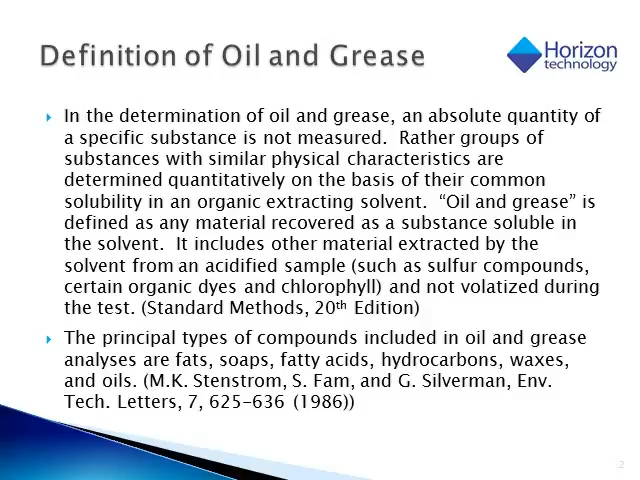 Definition of Oil and Grease
Horizon
technology
In the determination of oil and grease, an absolute quantity of
a specific substance is not measured.  Rather groups of
substances with similar physical characteristics are
determined quantitatively on the basis of their common
solubility in an organic extracting solvent.  “Oil and grease” is
defined as any material recovered as a substance soluble in
the solvent.  It includes other material extracted by the
solvent from an acidified sample (such as sulfur compounds,
certain organic dyes and chlorophyll) and not volatized during
the test. (Standard Methods, 20th Edition)
The principal types of compounds included in oil and grease
analyses are fats, soaps, fatty acids, hydrocarbons, waxes,
and oils. (M.K. Stenstrom, S. Fam, and G. Silverman, Env.
Tech. Letters, 7, 625-636 (1986))
2